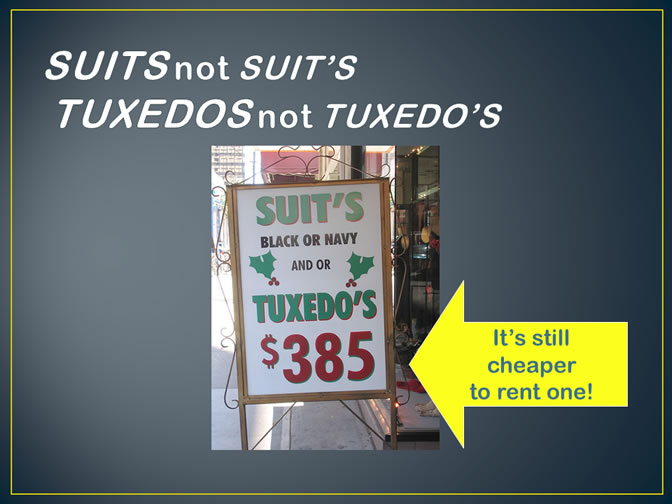 SUITS not SUIT’S
TUXEDOS not TUXEDO’S
SUIT'S
BLACK OR NAVY
AND OR
TUXEDO'S
$385
It’s still
cheaper
to rent one!